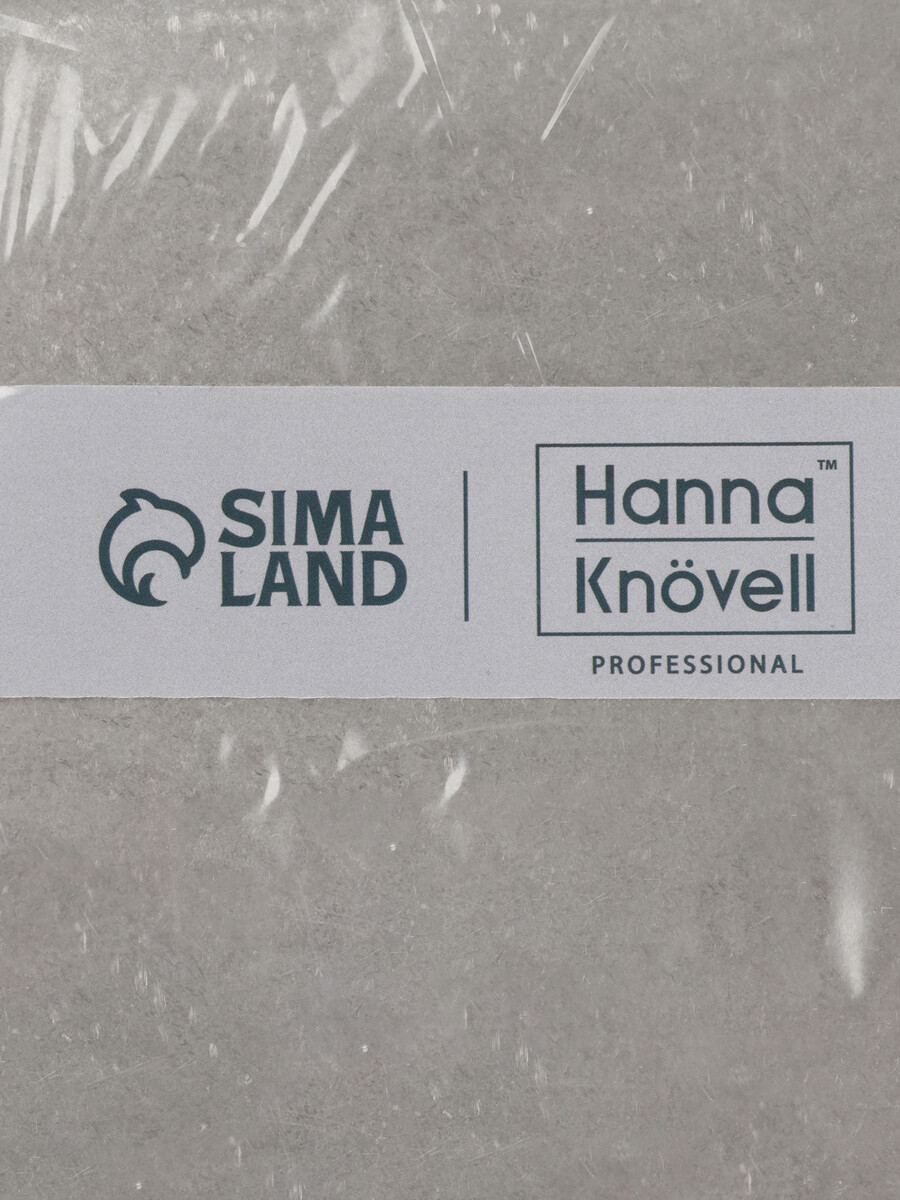 SIMA
LAND
Hanna™
Knövell
PROFESSIONAL